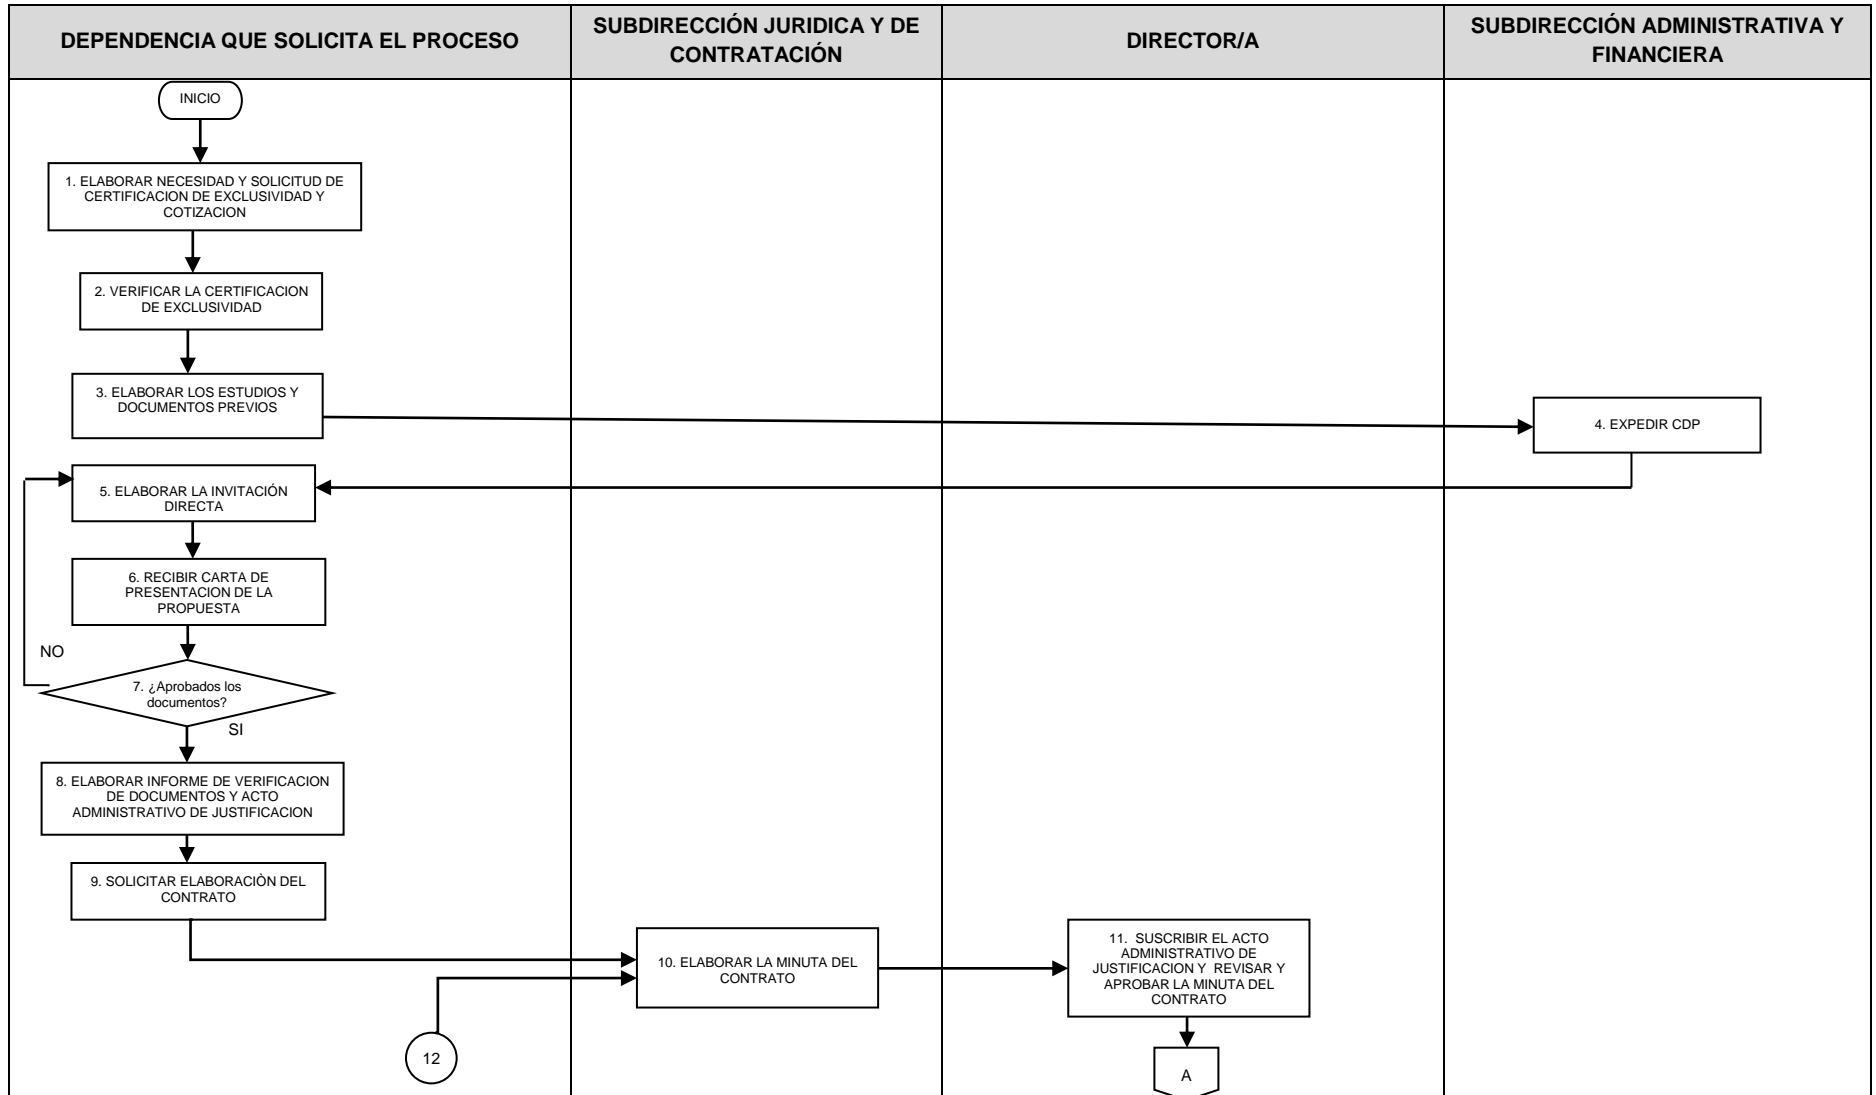 DEPENDENCIA QUE SOLICITA EL PROCESO
SUBDIRECCIÓN JURIDICA Y DE
CONTRATACIÓN
DIRECTOR/A
SUBDIRECCIÓN ADMINISTRATIVA Y
FINANCIERA
INICIO
1. ELABORAR NECESIDAD Y SOLICITUD DE
CERTIFICACION DE EXCLUSIVIDAD Y
COTIZACION
2. VERIFICAR LA CERTIFICACION
DE EXCLUSIVIDAD
3. ELABORAR LOS ESTUDIOS Y
DOCUMENTOS PREVIOS
4. EXPEDIR CDP
5. ELABORAR LA INVITACIÓN
DIRECTA
6. RECIBIR CARTA DE
PRESENTACION DE LA
PROPUESTA
NO
7. ¿Aprobados los
documentos?
SI
8. ELABORAR INFORME DE VERIFICACION
DE DOCUMENTOS Y ACTO
ADMINISTRATIVO DE JUSTIFICACION
9. SOLICITAR ELABORACIÒN DEL
CONTRATO
10. ELABORAR LA MINUTA DEL
CONTRATO
11. SUSCRIBIR EL ACTO
ADMINISTRATIVO DE
JUSTIFICACION Y REVISAR Y
APROBAR LA MINUTA DEL
CONTRATO
12
A